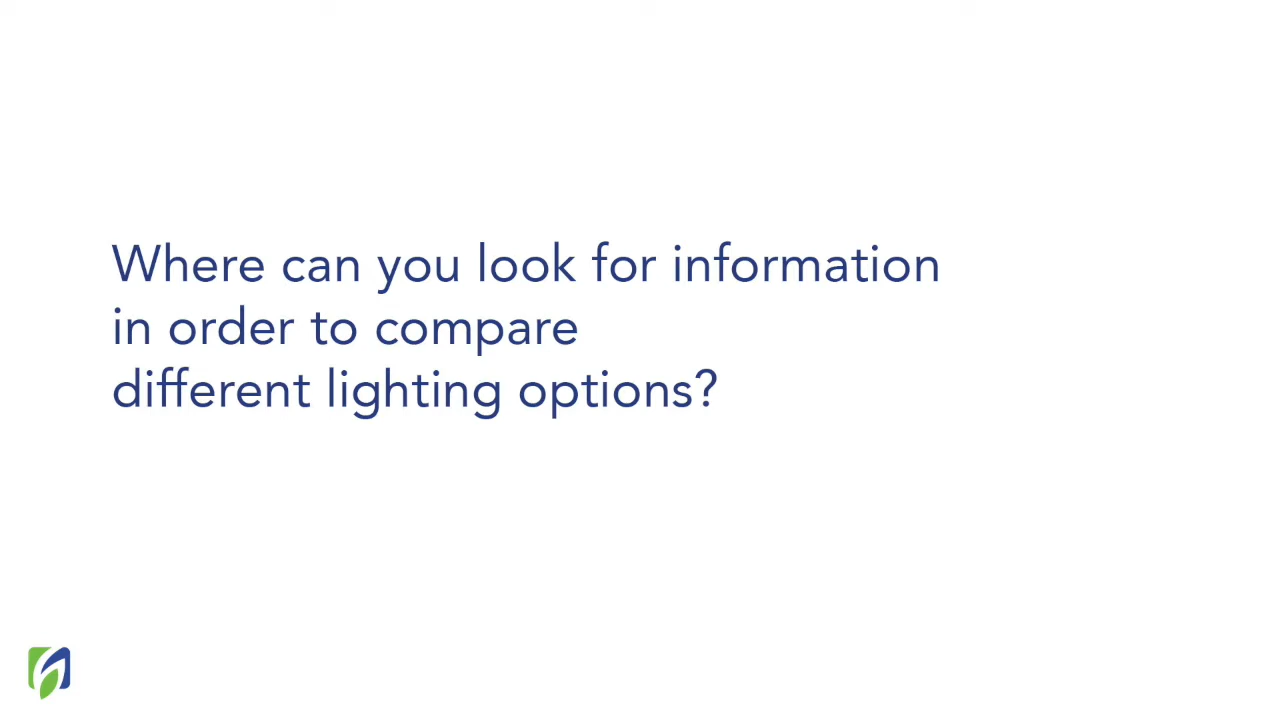 Where can you look for information
in order to compare
different lighting options?